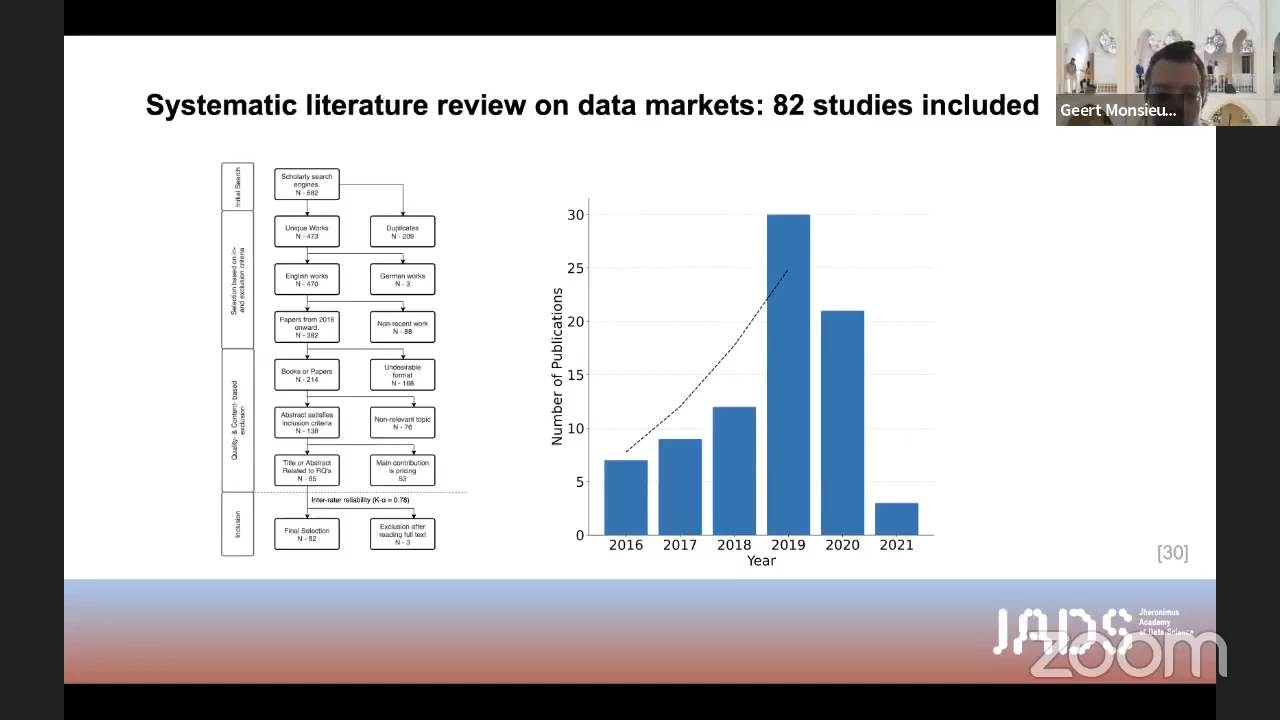 Geert Monsieu...
Systematic literature review on data markets: 82 studies included
Initial Search
Scholarly search
engines.
N - 682
Selection based on in-
and exclusion criteria
Unique Works
N - 473
Duplicates
N - 209
English works
N - 470
German works
N - 3
Papers from 2016
onward.
N - 382
Non-recent work
N - 88
Quality- & Content- based
exclusion
Books or Papers
N - 214
Undesirable
format
N - 168
Abstract satisfies
inclusion criteria
N - 138
Non-relevant topic
N - 76
Title or Abstract
Related to RQ's
N - 85
Main contribution
is pricing
53
Inter-rater reliability (K-α = 0.78)
Inclusion
Final Selection
N - 82
Exclusion after
reading full text
N - 3
Number of Publications
30
25
20
15
10
5
0
2016 2017 2018 2019 2020 2021
Year
[30]
JADS
Jheronimus
Academy
of Data Science
zoom